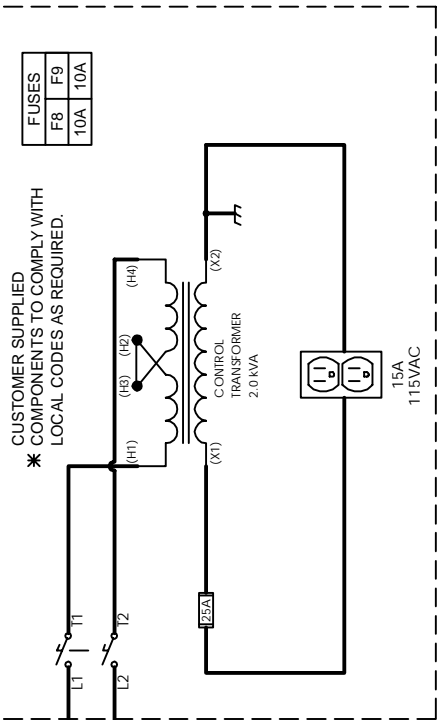 ✱ CUSTOMER SUPPLIED
COMPONENTS TO COMPLY WITH
LOCAL CODES AS REQUIRED.
FUSES
F8 F9
10A 10A
L1 T1
L2 T2
(H1) (H3) (H2) (H4)
(X1) (X2)
CONTROL
TRANSFORMER
2.0 kVA
25A
15A
115VAC